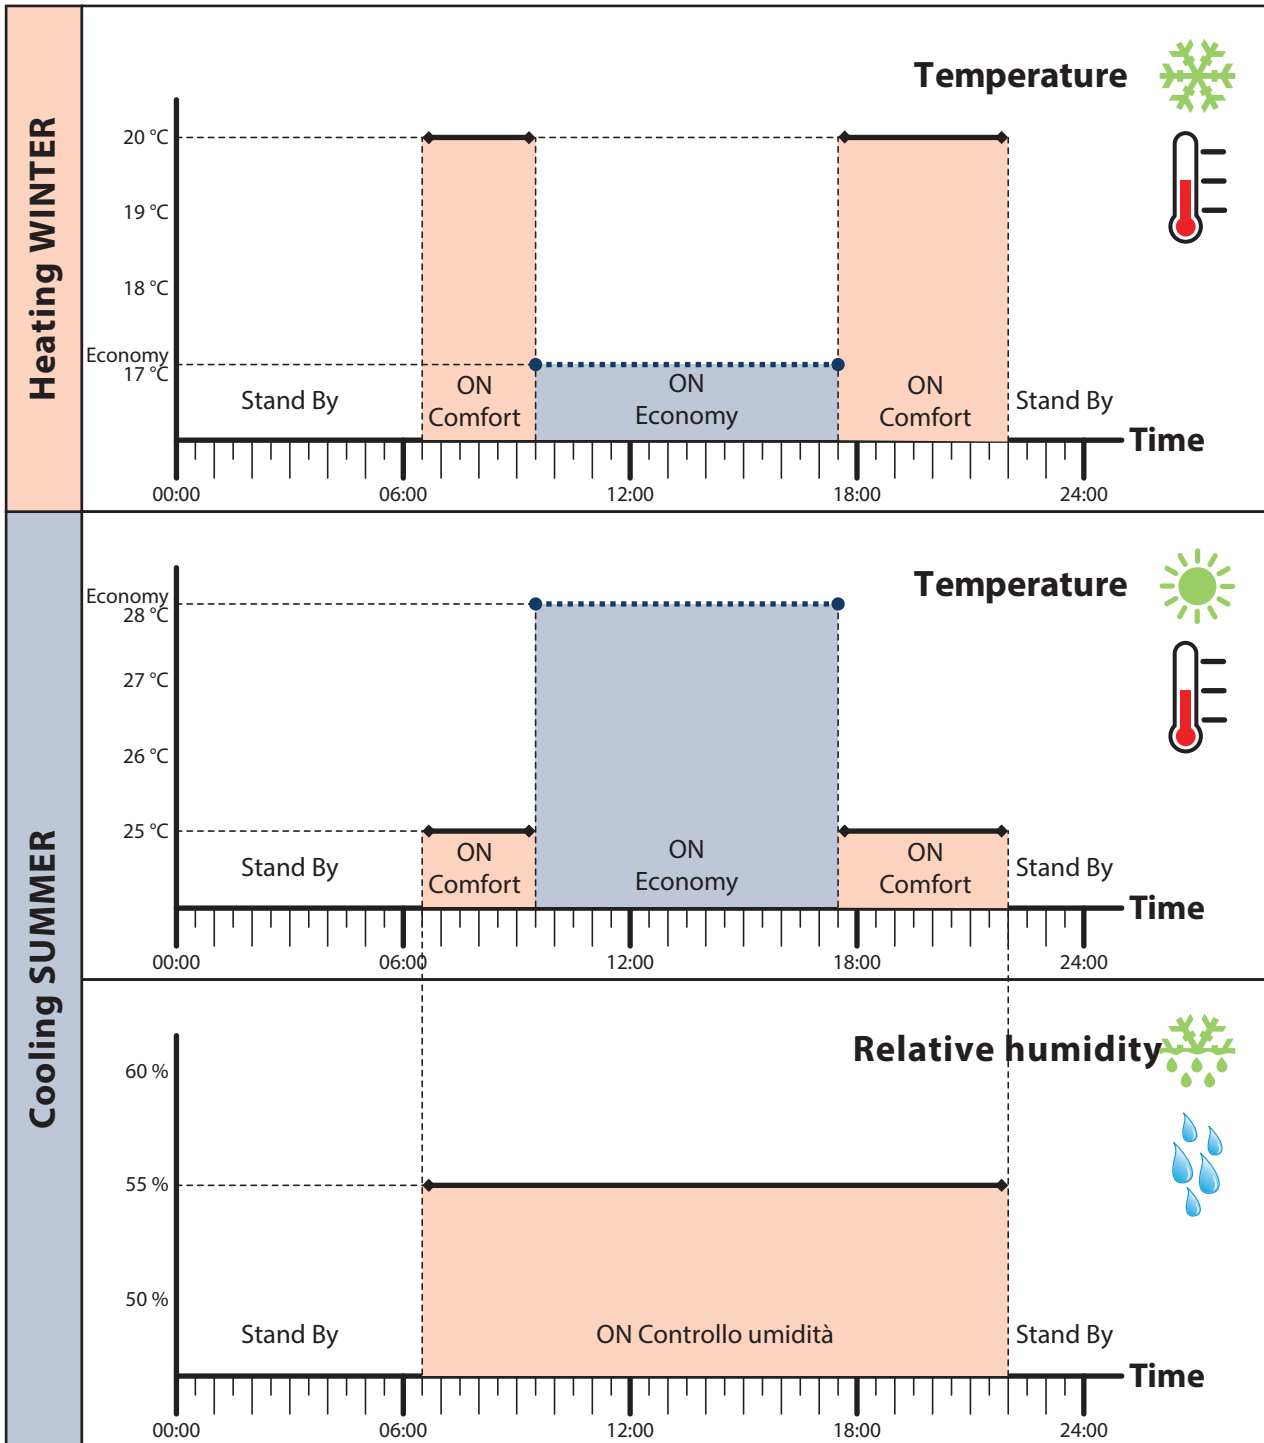 Heating WINTER
Temperature
20 °C
19 °C
18 °C
Economy
17 °C
Stand By
ON
Comfort
ON
Economy
ON
Comfort
Stand By
Time
00:00
06:00
12:00
18:00
24:00
Cooling SUMMER
Temperature
Economy
28 °C
27 °C
26 °C
25 °C
Stand By
ON
Comfort
ON
Economy
ON
Comfort
Stand By
Time
00:00
06:00
12:00
18:00
24:00
Relative humidity
60 %
55 %
50 %
Stand By
ON Controllo umidità
Stand By
Time
00:00
06:00
12:00
18:00
24:00